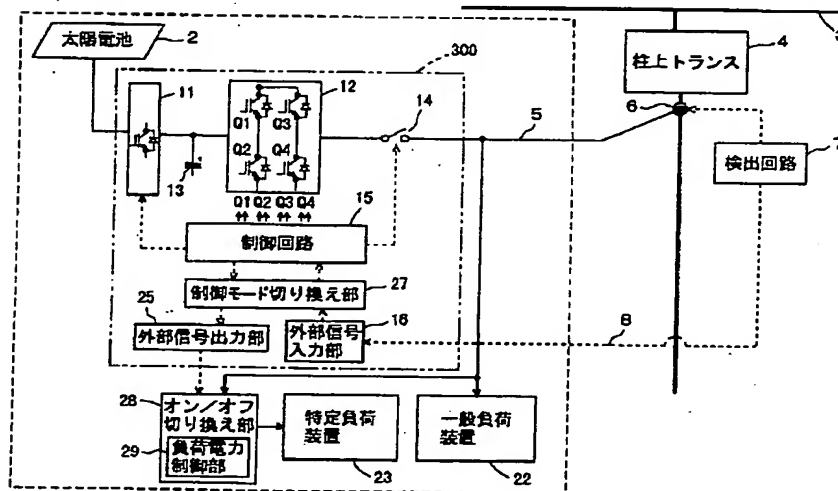 太陽電池
2
11
12
300
14
Q1
Q3
Q2
Q4
13
5
4
柱上トランス
6
検出回路
Q1 Q2 Q3 Q4
15
制御回路
制御モード切り換え部
27
25
外部信号出力部
外部信号
入力部
16
8
28
オン/オフ
切り換え部
29
負荷電力
制御部
特定負荷
装置
23
一般負荷
装置
22